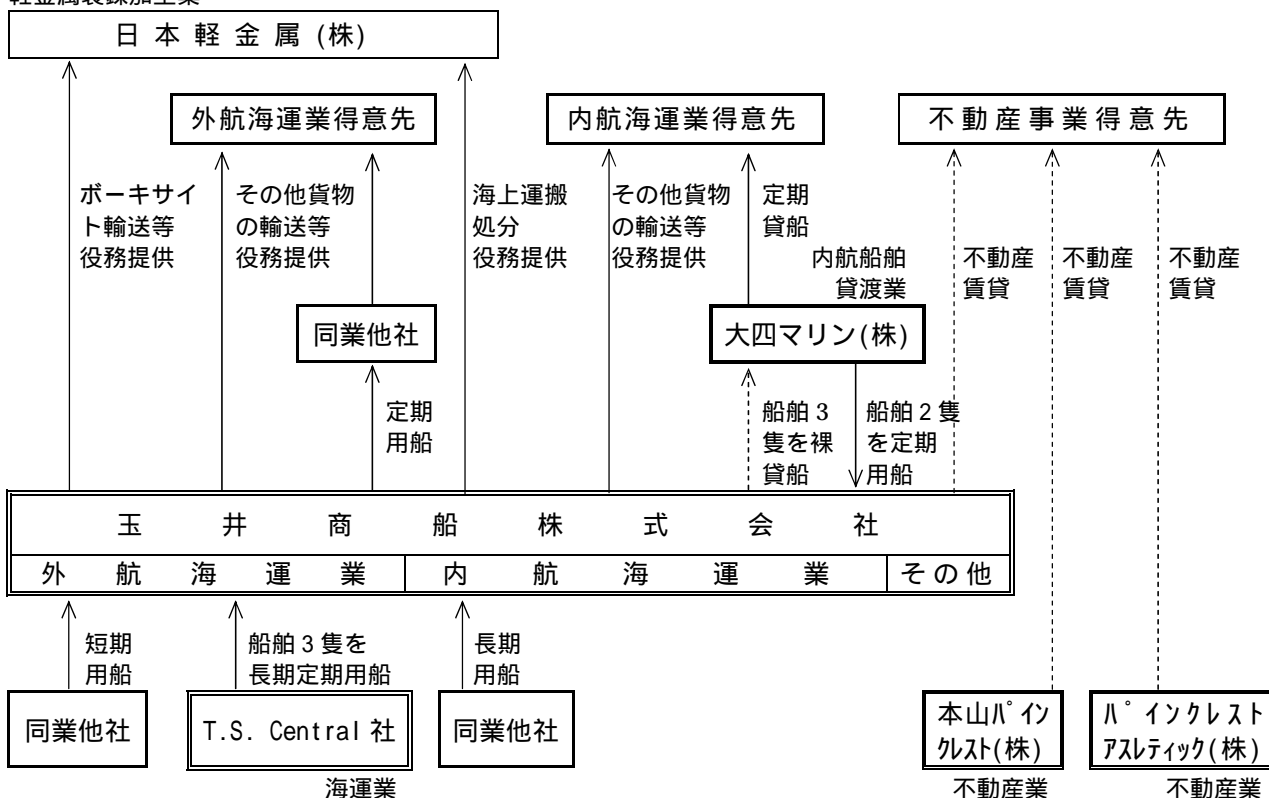 日本軽金属(株)
外航海運業得意先
内航海運業得意先
不動産事業得意先
ボーキサイ
ト輸送等
役務提供
その他貨物
の輸送等
役務提供
海上運搬
処分
役務提供
その他貨物
の輸送等
役務提供
定期
貸船
内航船舶
貸渡業
不動産
賃貸
不動産
賃貸
不動産
賃貸
同業他社
大四マリン(株)
定期
用船
船舶3
隻を裸
貸船
船舶2隻
を定期
用船
玉井商船株式会社
外航海運業
内航海運業
その他
短期
用船
船舶3隻を
長期定期用船
長期
用船
同業他社
T.S. Central 社
海運業
同業他社
本山ﾊﾟｲﾝ
ｸﾚｽﾄ(株)
不動産業
ﾊﾟｲﾝｸﾚｽﾄ
ｱｽﾚﾃｨｯｸ(株)
不動産業